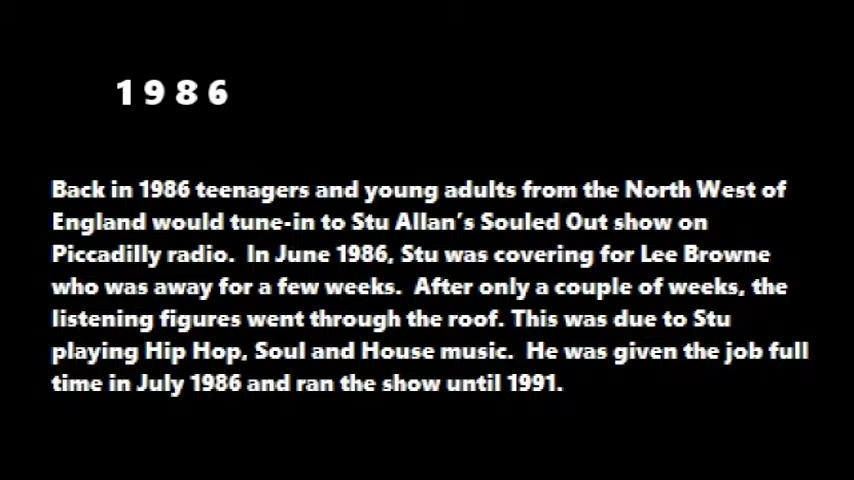 1 9 8 6
Back in 1986 teenagers and young adults from the North West of
England would tune-in to Stu Allan’s Souled Out show on
Piccadilly radio.  In June 1986, Stu was covering for Lee Browne
who was away for a few weeks.  After only a couple of weeks, the
listening figures went through the roof. This was due to Stu
playing Hip Hop, Soul and House music.  He was given the job full
time in July 1986 and ran the show until 1991.